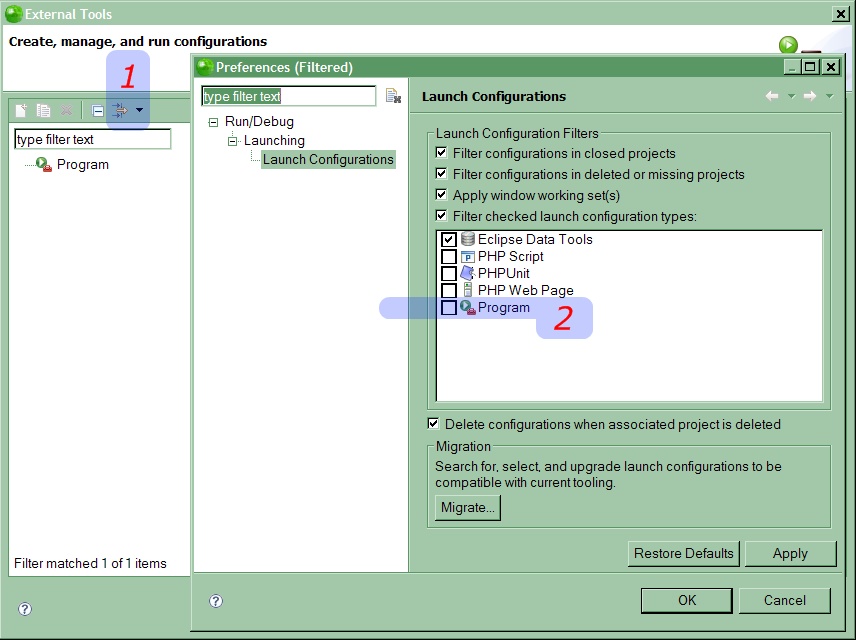 External Tools
Create, manage, and run configurations
1
type filter text
Program
Filter matched 1 of 1 items
Preferences (Filtered)
type filter text
Run/Debug
Launching
Launch Configurations
Launch Configurations
Launch Configuration Filters
Filter configurations in closed projects
Filter configurations in deleted or missing projects
Apply window working set(s)
Filter checked launch configuration types:
Eclipse Data Tools
PHP Script
PHPUnit
PHP Web Page
Program
2
Delete configurations when associated project is deleted
Migration
Search for, select, and upgrade launch configurations to be
compatible with current tooling.
Migrate...
Restore Defaults Apply
OK Cancel